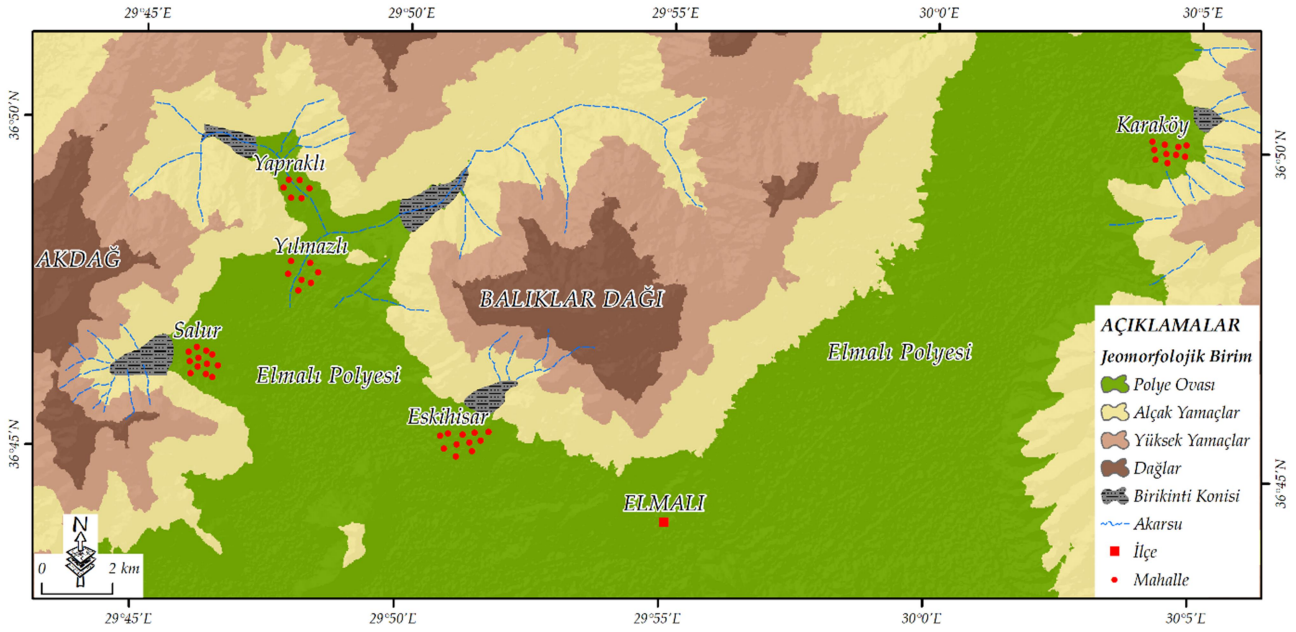 29°45'E 29°50'E 29°55'E 30°0'E 30°5'E
36°50'N
36°45'N
36°50'N
36°45'N
Karaköy
Yapraklı
Yılmazlı
AKDAĞ
BALIKLAR DAĞI
Salur
Elmalı Polyesi
Elmalı Polyesi
Eskihisar
ELMALI
AÇIKLAMALAR
Jeomorfolojik Birim
Polye Ovası
Alçak Yamaçlar
Yüksek Yamaçlar
Dağlar
Birikinti Konisi
Akarsu
İlçe
Mahalle
N
0 2 km
29°45'E 29°50'E 29°55'E 30°0'E 30°5'E